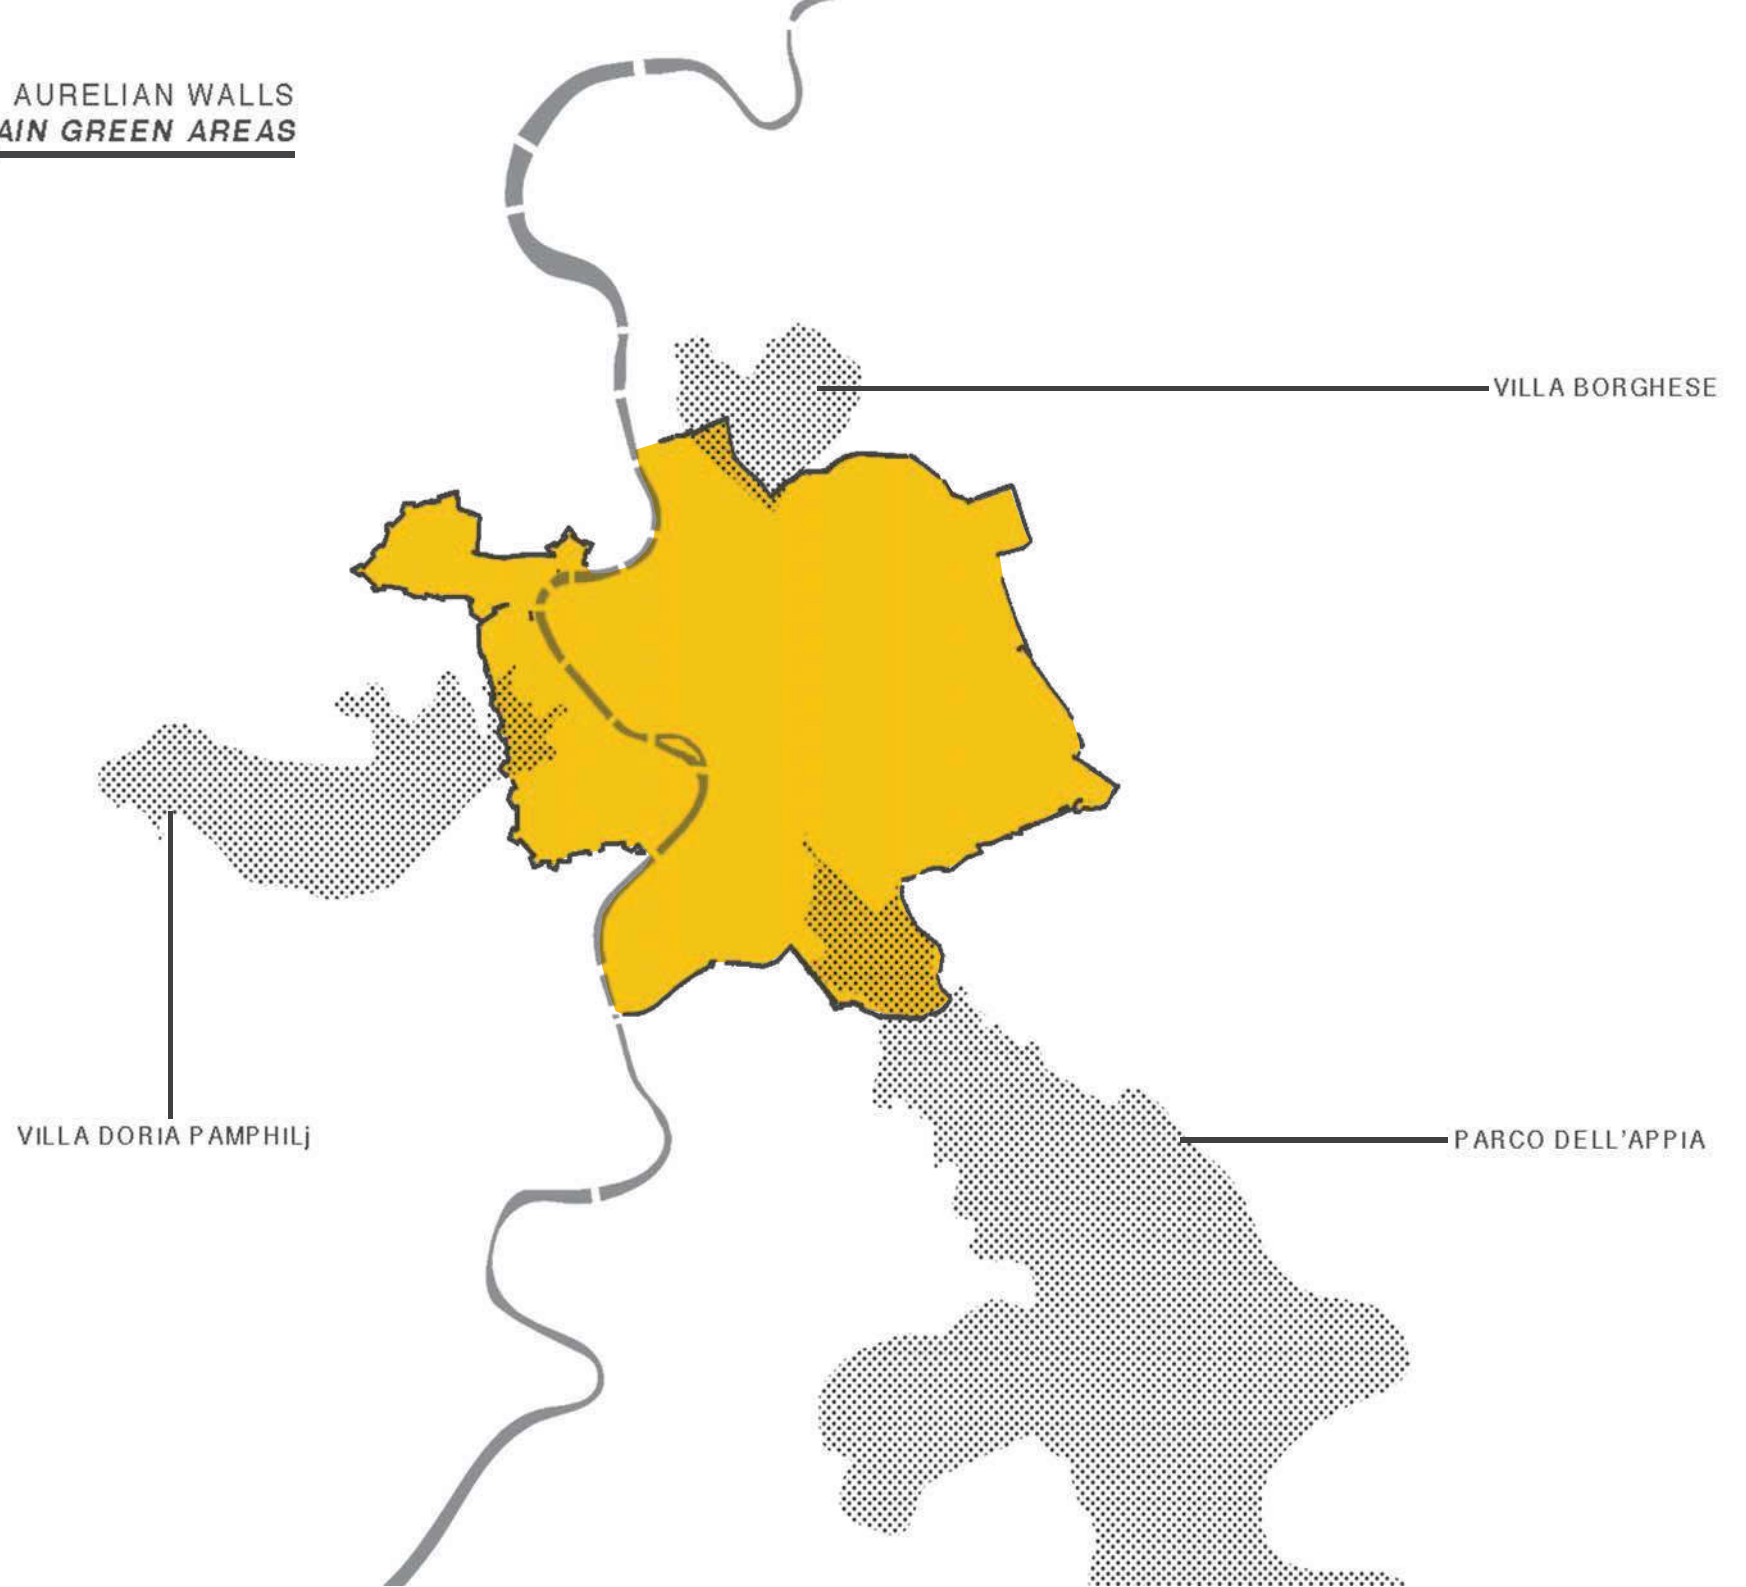 AURELIAN WALLS
AIN GREEN AREAS
VILLA BORGHESE
VILLA DORIA PAMPHILj
PARCO DELL'APPIA